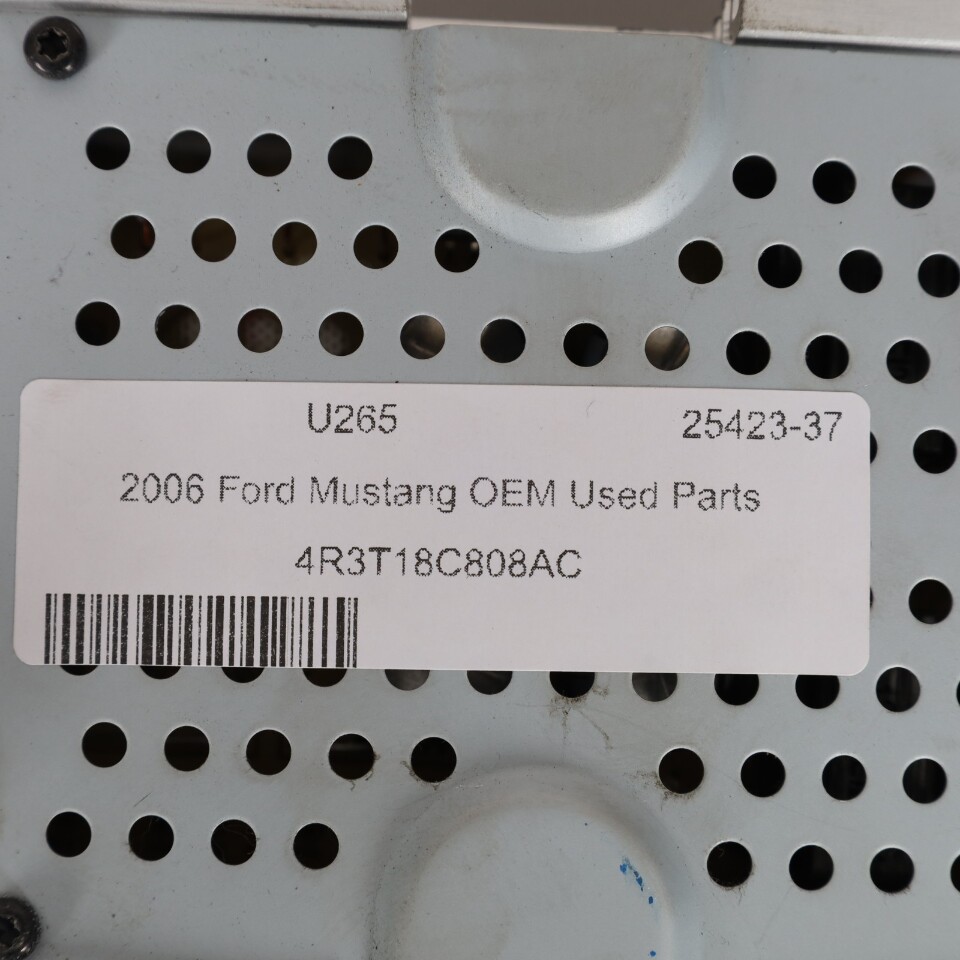 U265 25423-37
2006 Ford Mustang OEM Used Parts
4R3T18C808AC